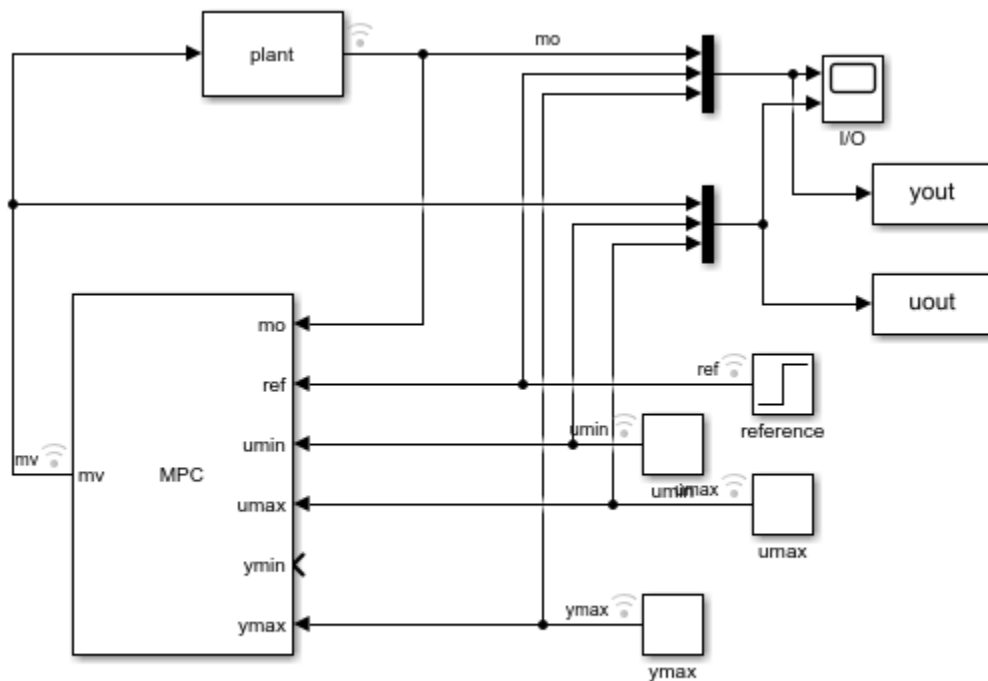 plant
mo
I/O
yout
uout
mo
ref
ref
reference
umin
umin
umin
mv
mv
MPC
umax
umax
umax
ymin
ymax
ymax
ymax